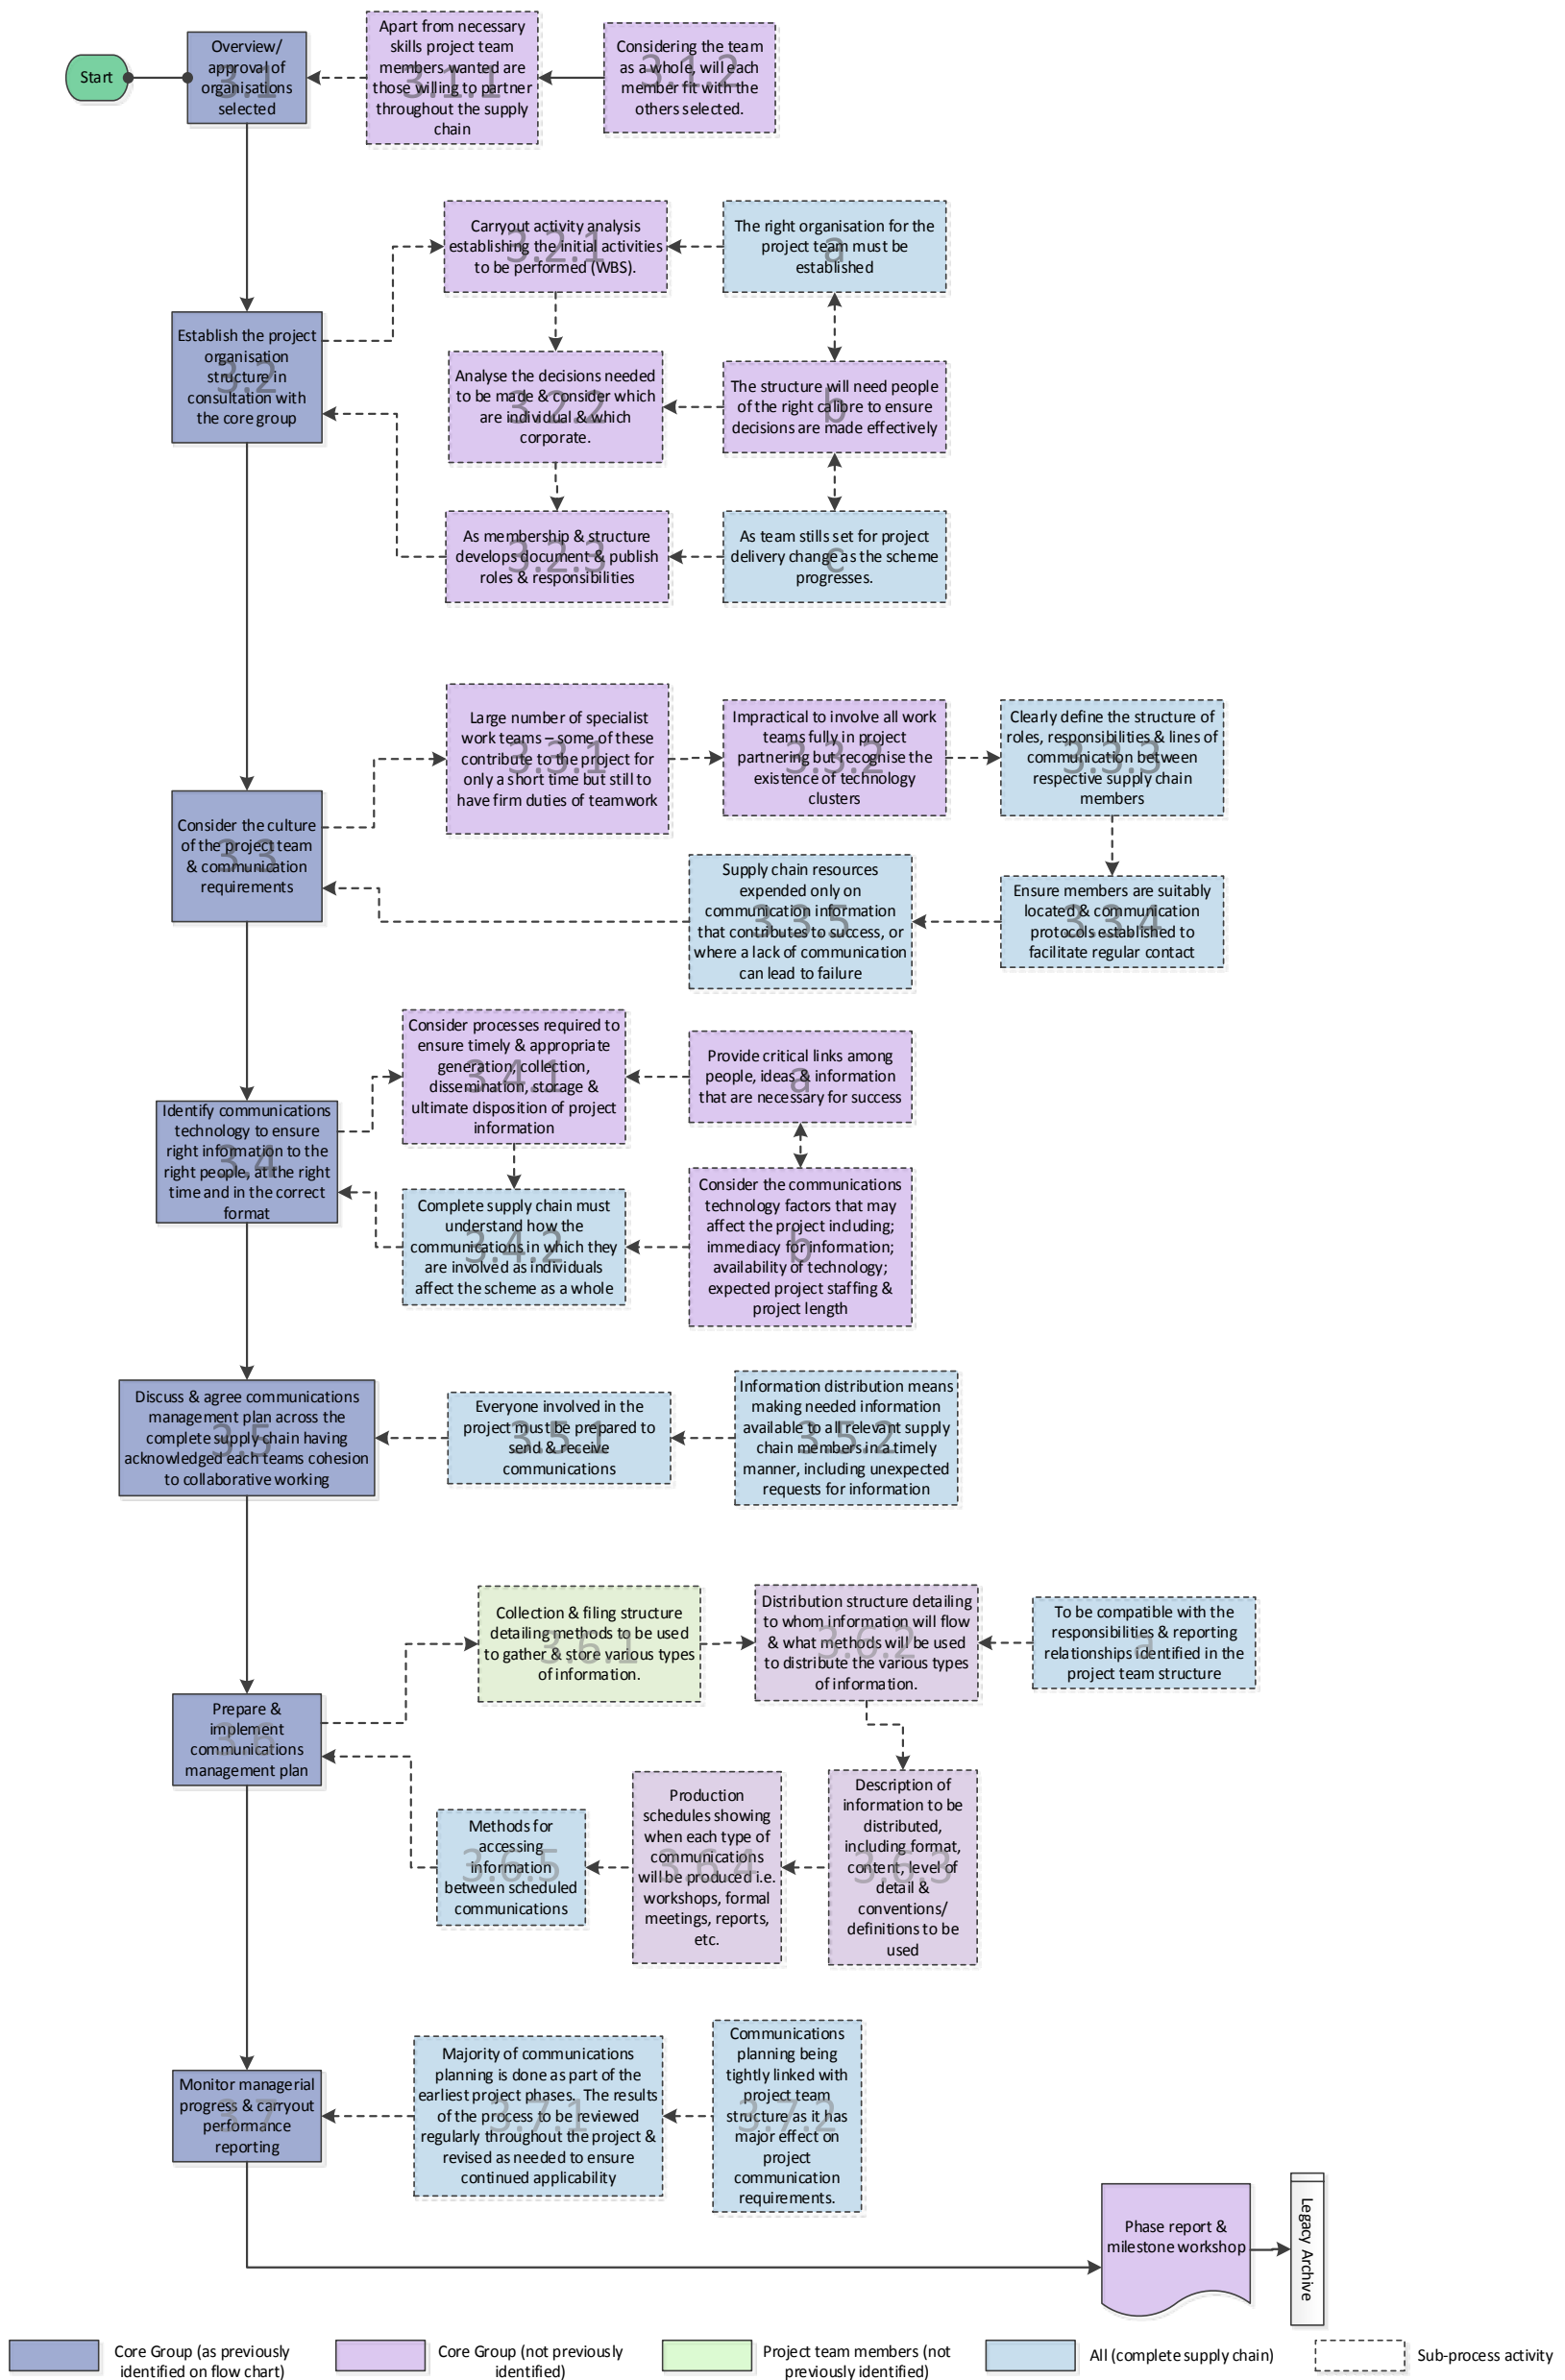 Start
Overview/
approval of
organisations
selected
3.1
Apart from necessary
skills project team
members wanted are
those willing to partner
throughout the supply
chain
3.1.1
Considering the team
as a whole, will each
member fit with the
others selected.
3.1.2
Carryout activity analysis
establishing the initial activities
to be performed (WBS).
3.2.1
The right organisation for the
project team must be
established
a
Establish the project
organisation
structure in
consultation with
the core group
3.2
Analyse the decisions needed
to be made & consider which
are individual & which
corporate.
3.2.2
The structure will need people
of the right calibre to ensure
decisions are made effectively
b
As membership & structure
develops document & publish
roles & responsibilities
3.2.3
As team stills set for project
delivery change as the scheme
progresses.
c
Large number of specialist
work teams – some of these
contribute to the project for
only a short time but still to
have firm duties of teamwork
3.3.1
Impractical to involve all work
teams fully in project
partnering but recognise the
existence of technology
clusters
3.3.2
Clearly define the structure of
roles, responsibilities & lines of
communication between
respective supply chain
members
3.3.3
Consider the culture
of the project team
& communication
requirements
3.3
Supply chain resources
expended only on
communication information
that contributes to success, or
where a lack of communication
can lead to failure
3.3.5
Ensure members are suitably
located & communication
protocols established to
facilitate regular contact
3.3.4
Consider processes required to
ensure timely & appropriate
generation, collection,
dissemination, storage &
ultimate disposition of project
information
3.4.1
Provide critical links among
people, ideas & information
that are necessary for success
a
Identify communications
technology to ensure
right information to the
right people, at the right
time and in the correct
format
3.4
Complete supply chain must
understand how the
communications in which they
are involved as individuals
affect the scheme as a whole
3.4.2
Consider the communications
technology factors that may
affect the project including;
immediacy for information;
availability of technology;
expected project staffing &
project length
b
Discuss & agree communications
management plan across the
complete supply chain having
acknowledged each teams cohesion
to collaborative working
3.5
Everyone involved in the
project must be prepared to
send & receive
communications
3.5.1
Information distribution means
making needed information
available to all relevant supply
chain members in a timely
manner, including unexpected
requests for information
3.5.2
Collection & filing structure
detailing methods to be used
to gather & store various types
of information.
3.6.1
Distribution structure detailing
to whom information will flow
& what methods will be used
to distribute the various types
of information.
3.6.2
To be compatible with the
responsibilities & reporting
relationships identified in the
project team structure
a
Prepare &
implement
communications
management plan
3.6
Methods for
accessing
information
between scheduled
communications
3.6.5
Production
schedules showing
when each type of
communications
will be produced i.e.
workshops, formal
meetings, reports,
etc.
3.6.4
Description of
information to be
distributed,
including format,
content, level of
detail &
conventions/
definitions to be
used
3.6.3
Monitor managerial
progress & carryout
performance
reporting
3.7
Majority of communications
planning is done as part of the
earliest project phases. The results
of the process to be reviewed
regularly throughout the project &
revised as needed to ensure
continued applicability
3.7.1
Communications
planning being
tightly linked with
project team
structure as it has
major effect on
project
communication
requirements.
3.7.2
Phase report &
milestone workshop
Legacy Archive
Core Group (as previously
identified on flow chart)
Core Group (not previously
identified)
Project team members (not
previously identified)
All (complete supply chain)
Sub-process activity